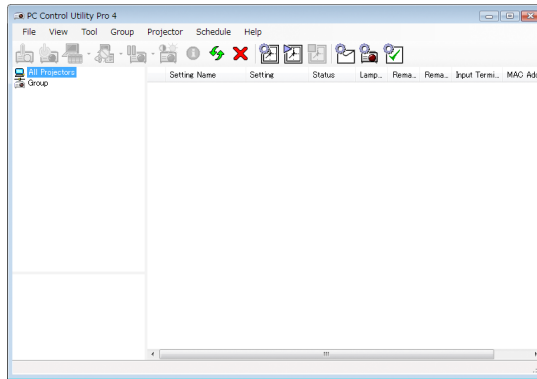 PC Control Utility Pro 4
File View Tool Group Projector Schedule Help
All Projectors
Group
Setting Name Setting Status Lamp... Rema... Rema... Input Termi... MAC Add